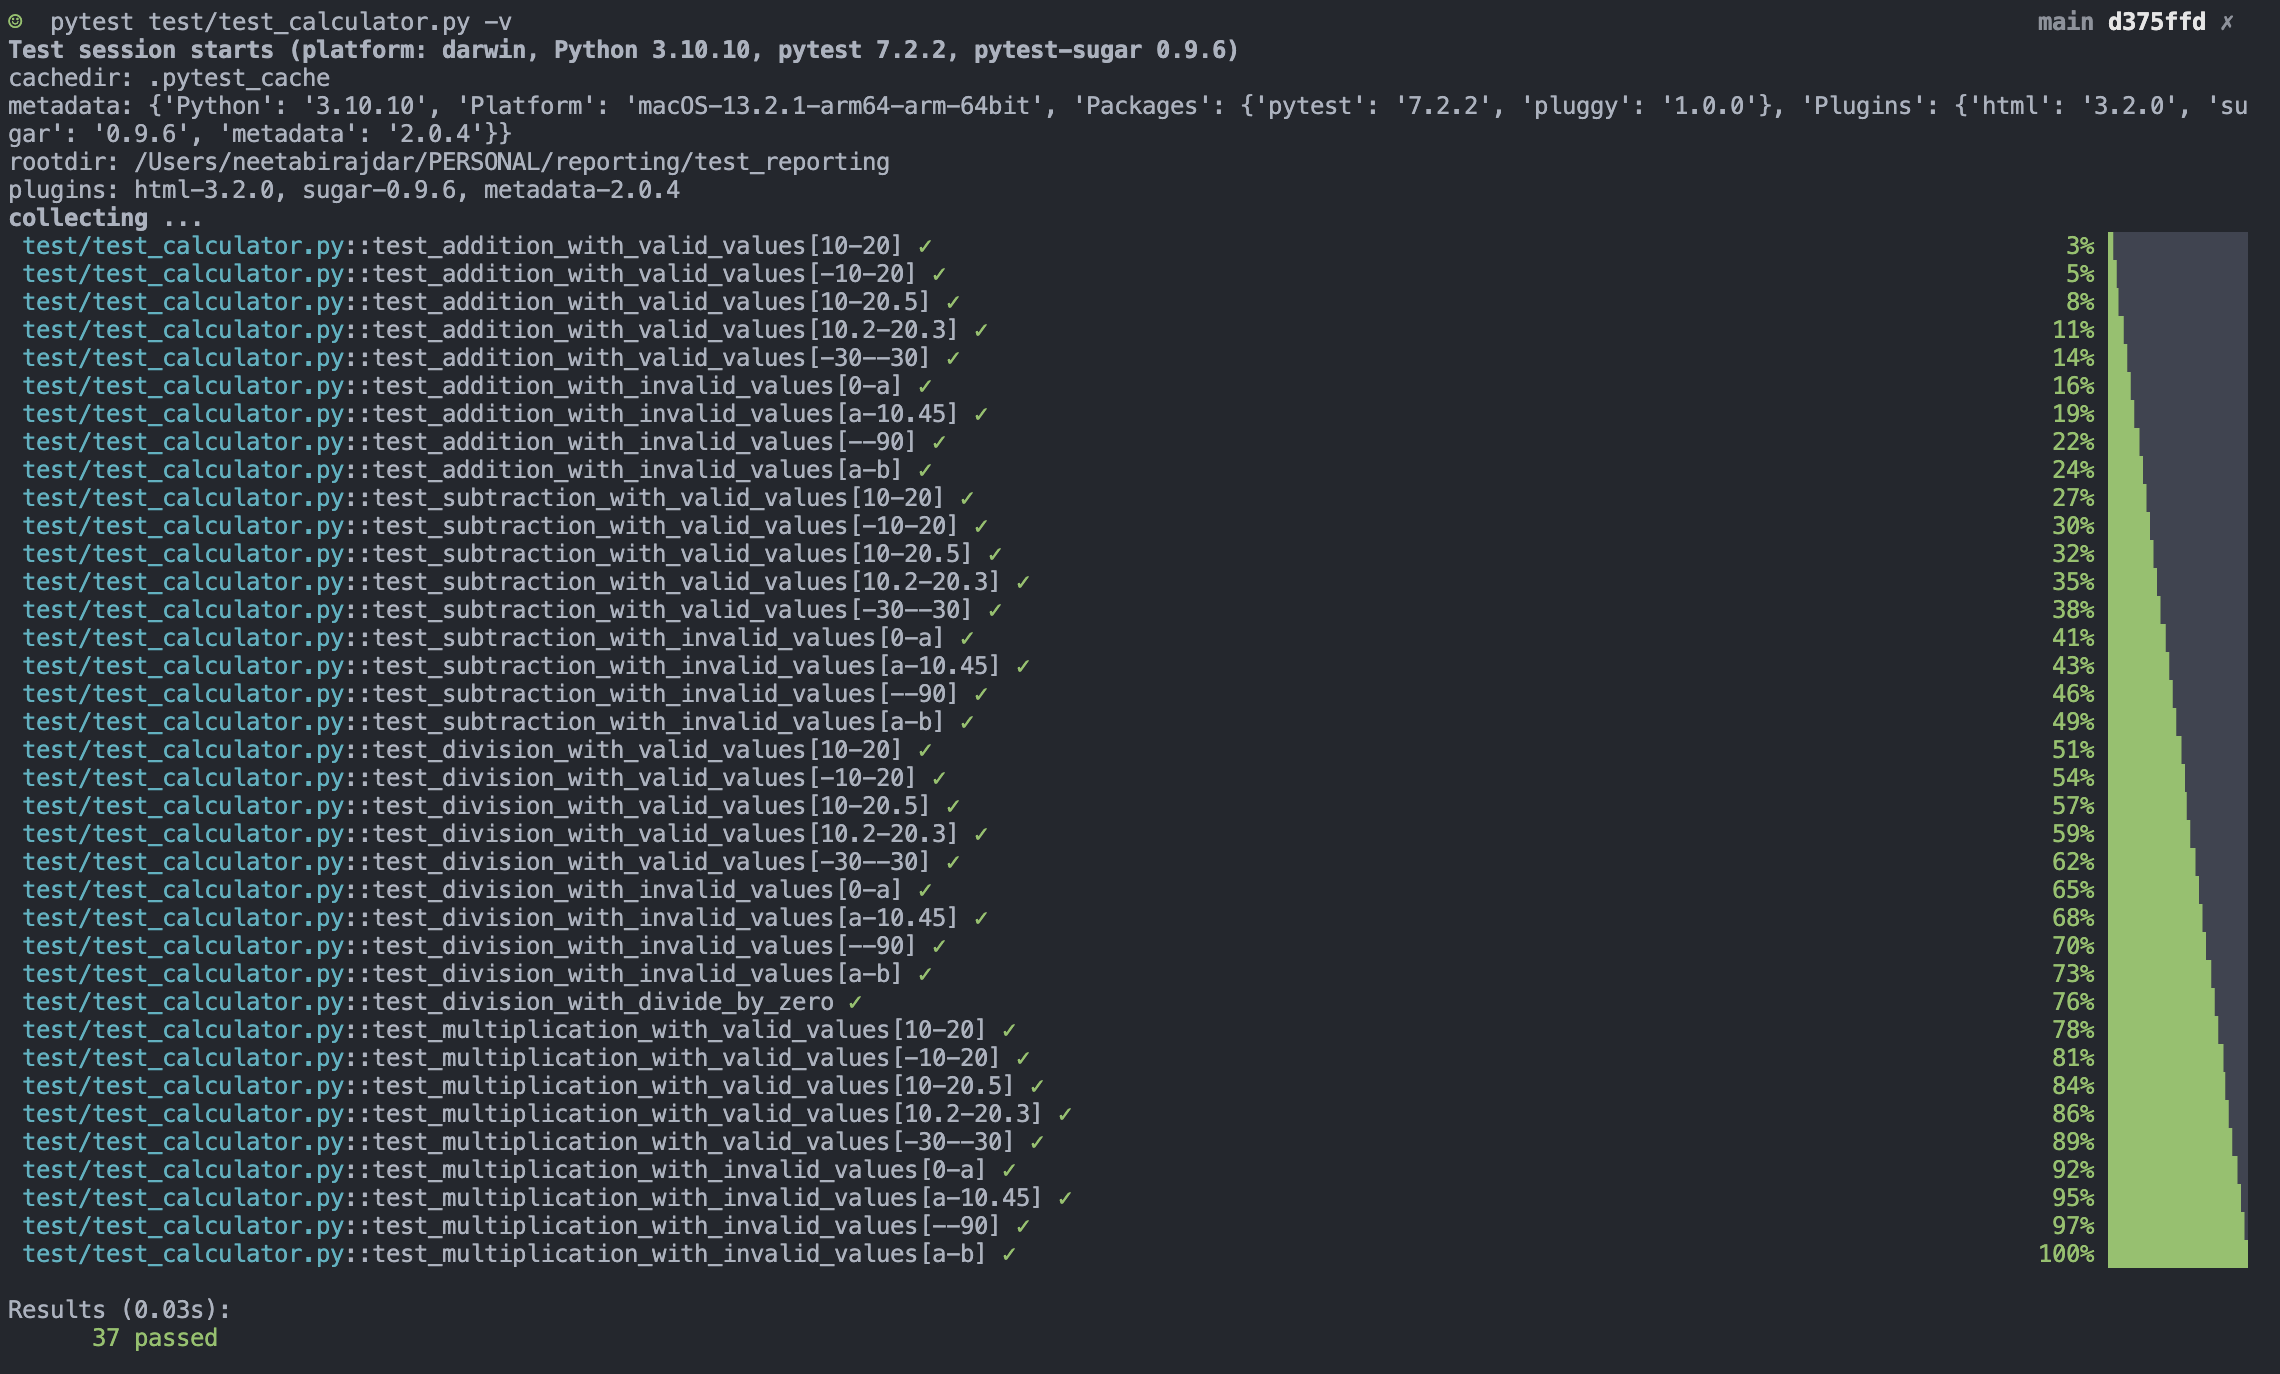 ☺ pytest test/test_calculator.py -v main d375ffd ✗
Test session starts (platform: darwin, Python 3.10.10, pytest 7.2.2, pytest-sugar 0.9.6)
cachedir: .pytest_cache
metadata: {'Python': '3.10.10', 'Platform': 'macOS-13.2.1-arm64-arm-64bit', 'Packages': {'pytest': '7.2.2', 'pluggy': '1.0.0'}, 'Plugins': {'html': '3.2.0', 'su
gar': '0.9.6', 'metadata': '2.0.4'}}
rootdir: /Users/neetabirajdar/PERSONAL/reporting/test_reporting
plugins: html-3.2.0, sugar-0.9.6, metadata-2.0.4
collecting ...
test/test_calculator.py::test_addition_with_valid_values[10-20] ✓ 3%
test/test_calculator.py::test_addition_with_valid_values[-10-20] ✓ 5%
test/test_calculator.py::test_addition_with_valid_values[10-20.5] ✓ 8%
test/test_calculator.py::test_addition_with_valid_values[10.2-20.3] ✓ 11%
test/test_calculator.py::test_addition_with_valid_values[-30--30] ✓ 14%
test/test_calculator.py::test_addition_with_invalid_values[0-a] ✓ 16%
test/test_calculator.py::test_addition_with_invalid_values[a-10.45] ✓ 19%
test/test_calculator.py::test_addition_with_invalid_values[--90] ✓ 22%
test/test_calculator.py::test_addition_with_invalid_values[a-b] ✓ 24%
test/test_calculator.py::test_subtraction_with_valid_values[10-20] ✓ 27%
test/test_calculator.py::test_subtraction_with_valid_values[-10-20] ✓ 30%
test/test_calculator.py::test_subtraction_with_valid_values[10-20.5] ✓ 32%
test/test_calculator.py::test_subtraction_with_valid_values[10.2-20.3] ✓ 35%
test/test_calculator.py::test_subtraction_with_valid_values[-30--30] ✓ 38%
test/test_calculator.py::test_subtraction_with_invalid_values[0-a] ✓ 41%
test/test_calculator.py::test_subtraction_with_invalid_values[a-10.45] ✓ 43%
test/test_calculator.py::test_subtraction_with_invalid_values[--90] ✓ 46%
test/test_calculator.py::test_subtraction_with_invalid_values[a-b] ✓ 49%
test/test_calculator.py::test_division_with_valid_values[10-20] ✓ 51%
test/test_calculator.py::test_division_with_valid_values[-10-20] ✓ 54%
test/test_calculator.py::test_division_with_valid_values[10-20.5] ✓ 57%
test/test_calculator.py::test_division_with_valid_values[10.2-20.3] ✓ 59%
test/test_calculator.py::test_division_with_valid_values[-30--30] ✓ 62%
test/test_calculator.py::test_division_with_invalid_values[0-a] ✓ 65%
test/test_calculator.py::test_division_with_invalid_values[a-10.45] ✓ 68%
test/test_calculator.py::test_division_with_invalid_values[--90] ✓ 70%
test/test_calculator.py::test_division_with_invalid_values[a-b] ✓ 73%
test/test_calculator.py::test_division_with_divide_by_zero ✓ 76%
test/test_calculator.py::test_multiplication_with_valid_values[10-20] ✓ 78%
test/test_calculator.py::test_multiplication_with_valid_values[-10-20] ✓ 81%
test/test_calculator.py::test_multiplication_with_valid_values[10-20.5] ✓ 84%
test/test_calculator.py::test_multiplication_with_valid_values[10.2-20.3] ✓ 86%
test/test_calculator.py::test_multiplication_with_valid_values[-30--30] ✓ 89%
test/test_calculator.py::test_multiplication_with_invalid_values[0-a] ✓ 92%
test/test_calculator.py::test_multiplication_with_invalid_values[a-10.45] ✓ 95%
test/test_calculator.py::test_multiplication_with_invalid_values[--90] ✓ 97%
test/test_calculator.py::test_multiplication_with_invalid_values[a-b] ✓ 100%
Results (0.03s):
37 passed